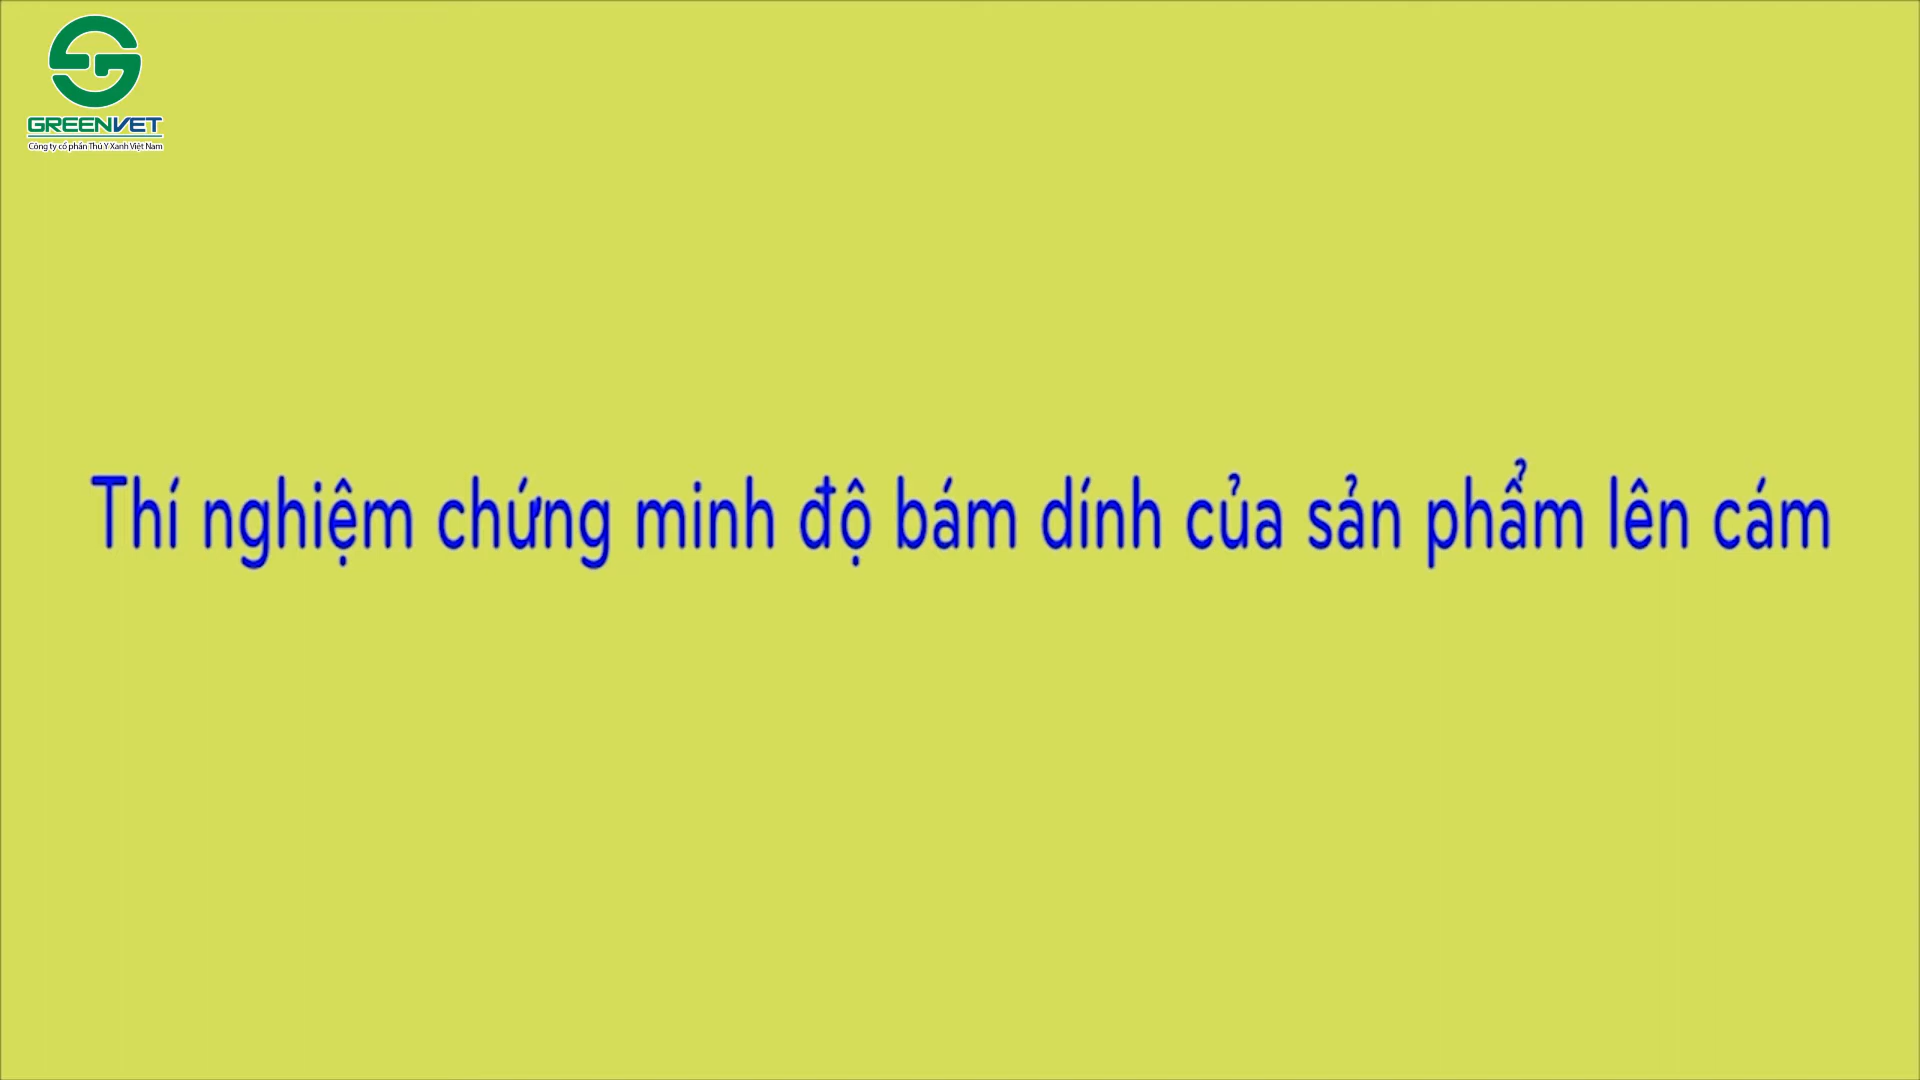 GREENVET
Công ty cổ phần Thú Y Xanh Việt Nam
Thí nghiệm chứng minh độ bám dính của sản phẩm lên cám